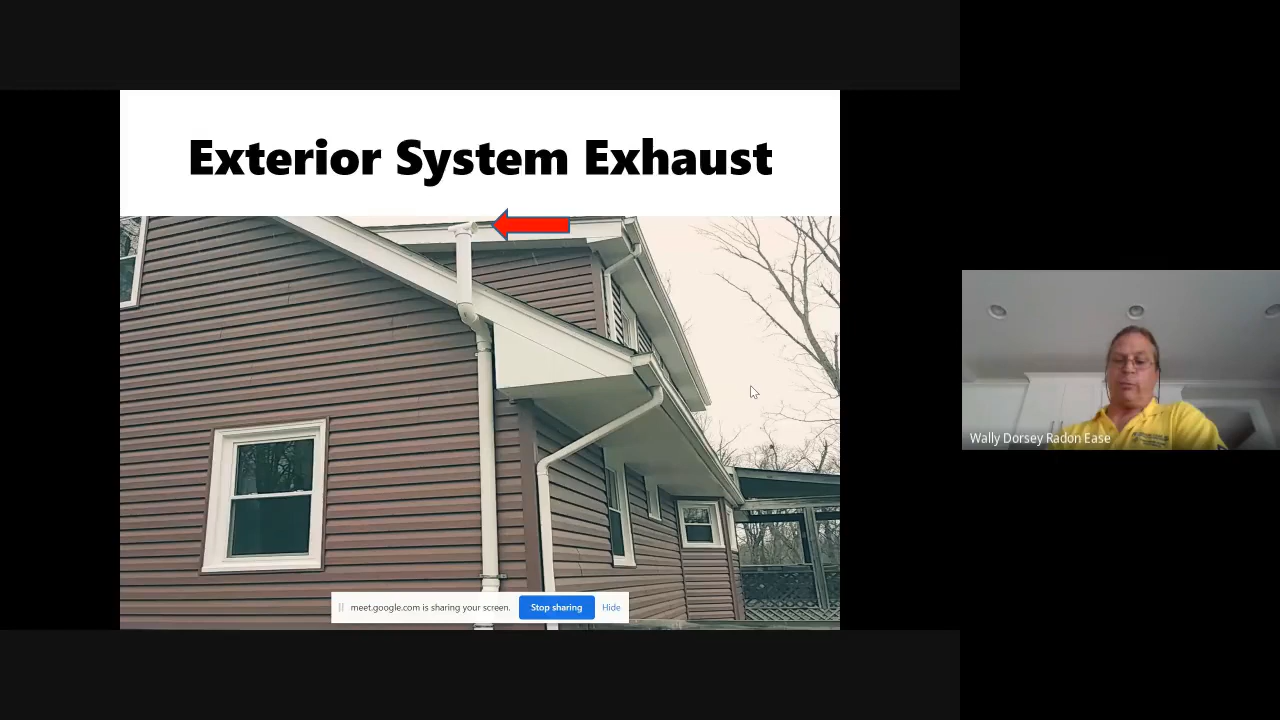 Exterior System Exhaust
Wally Dorsey Radon Ease
meet.google.com is sharing your screen.
Stop sharing
Hide